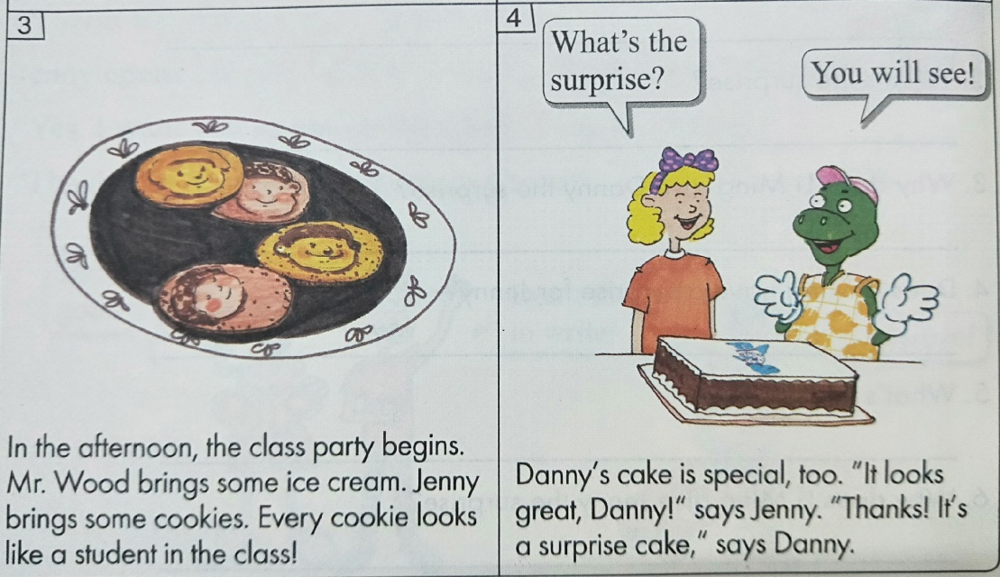 3
In the afternoon, the class party begins.
Mr. Wood brings some ice cream. Jenny
brings some cookies. Every cookie looks
like a student in the class!
4
What's the
surprise?
You will see!
Danny's cake is special, too. "It looks
great, Danny!" says Jenny. "Thanks! It's
a surprise cake," says Danny.